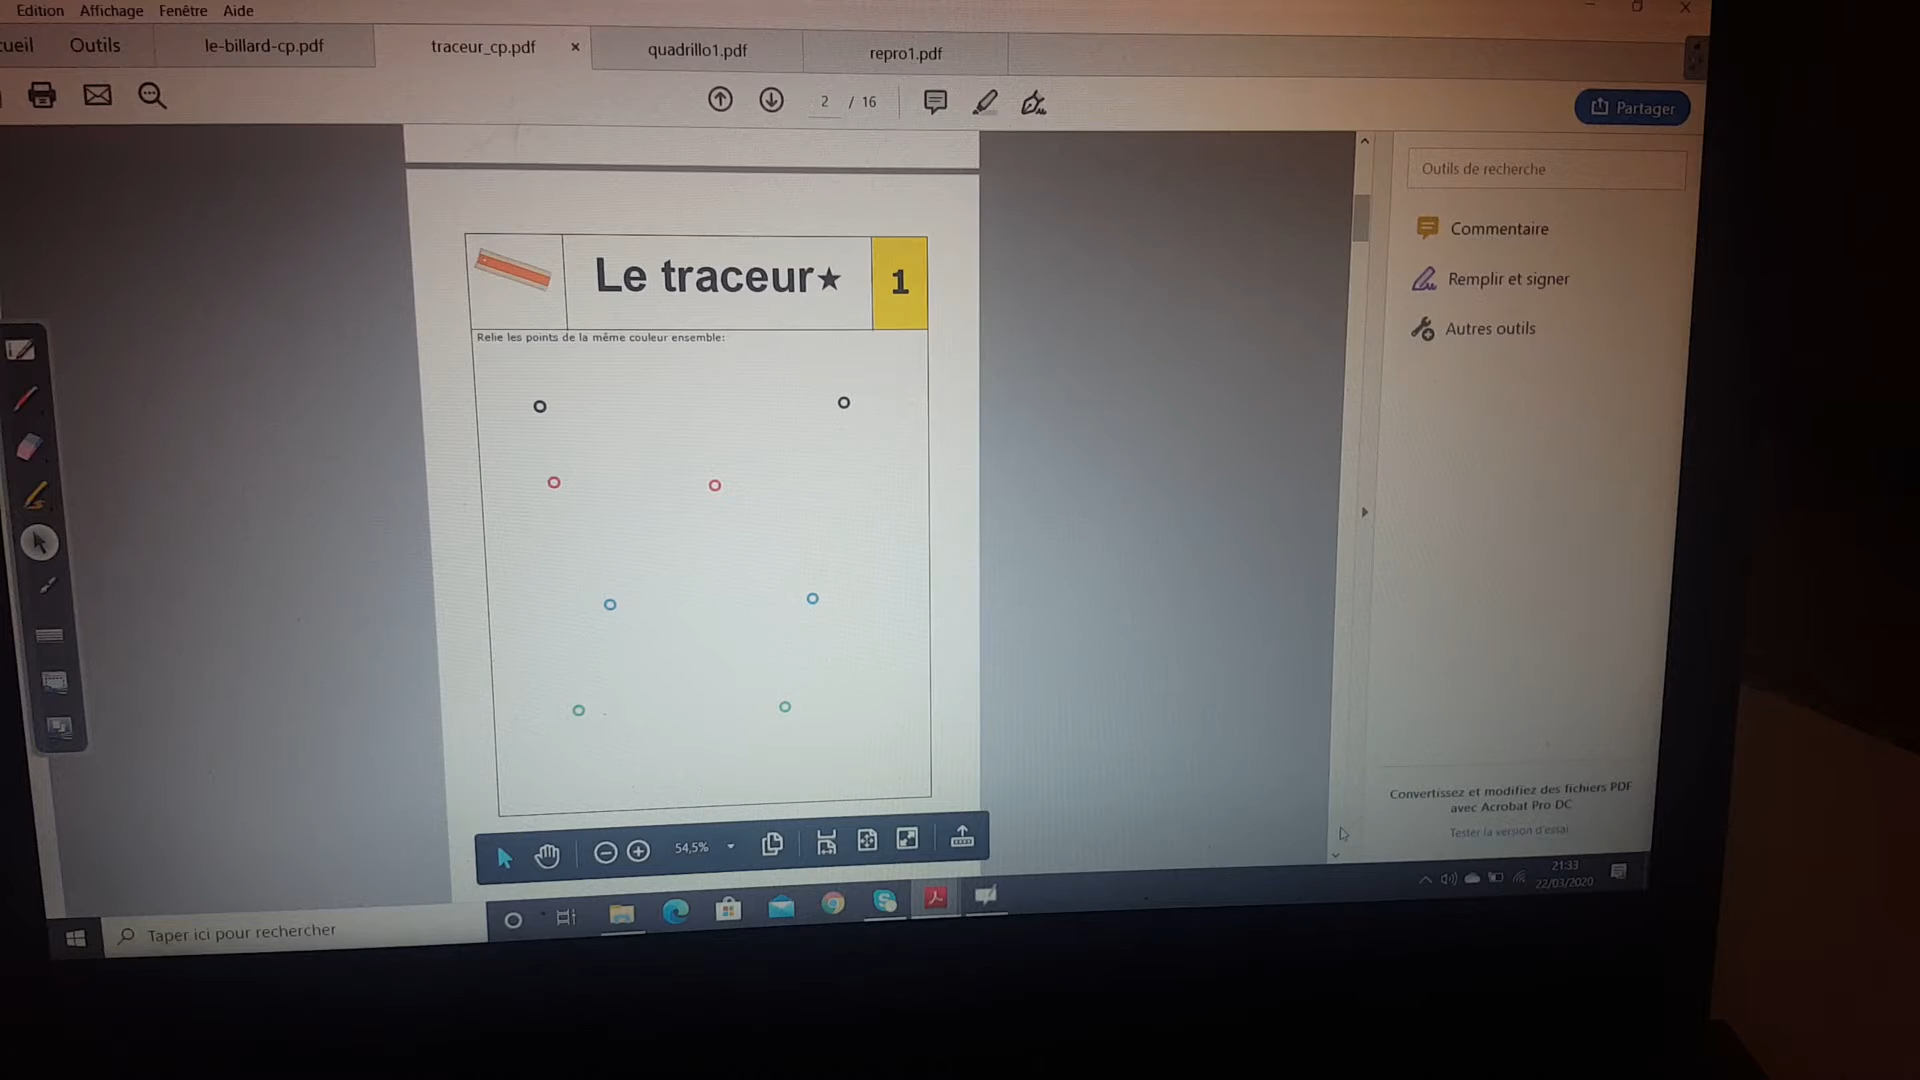 Edition Affichage Fenêtre Aide
cueil Outils le-billard-cp.pdf traceur_cp.pdf × quadrillo1.pdf repro1.pdf
2 / 16 Partager
Outils de recherche
Commentaire
Remplir et signer
Autres outils
Le traceur★ 1
Relie les points de la même couleur ensemble:
Convertissez et modifiez des fichiers PDF
avec Acrobat Pro DC
Tester la version d'essai
54,5%
Taper ici pour rechercher
21:33
22/03/2020